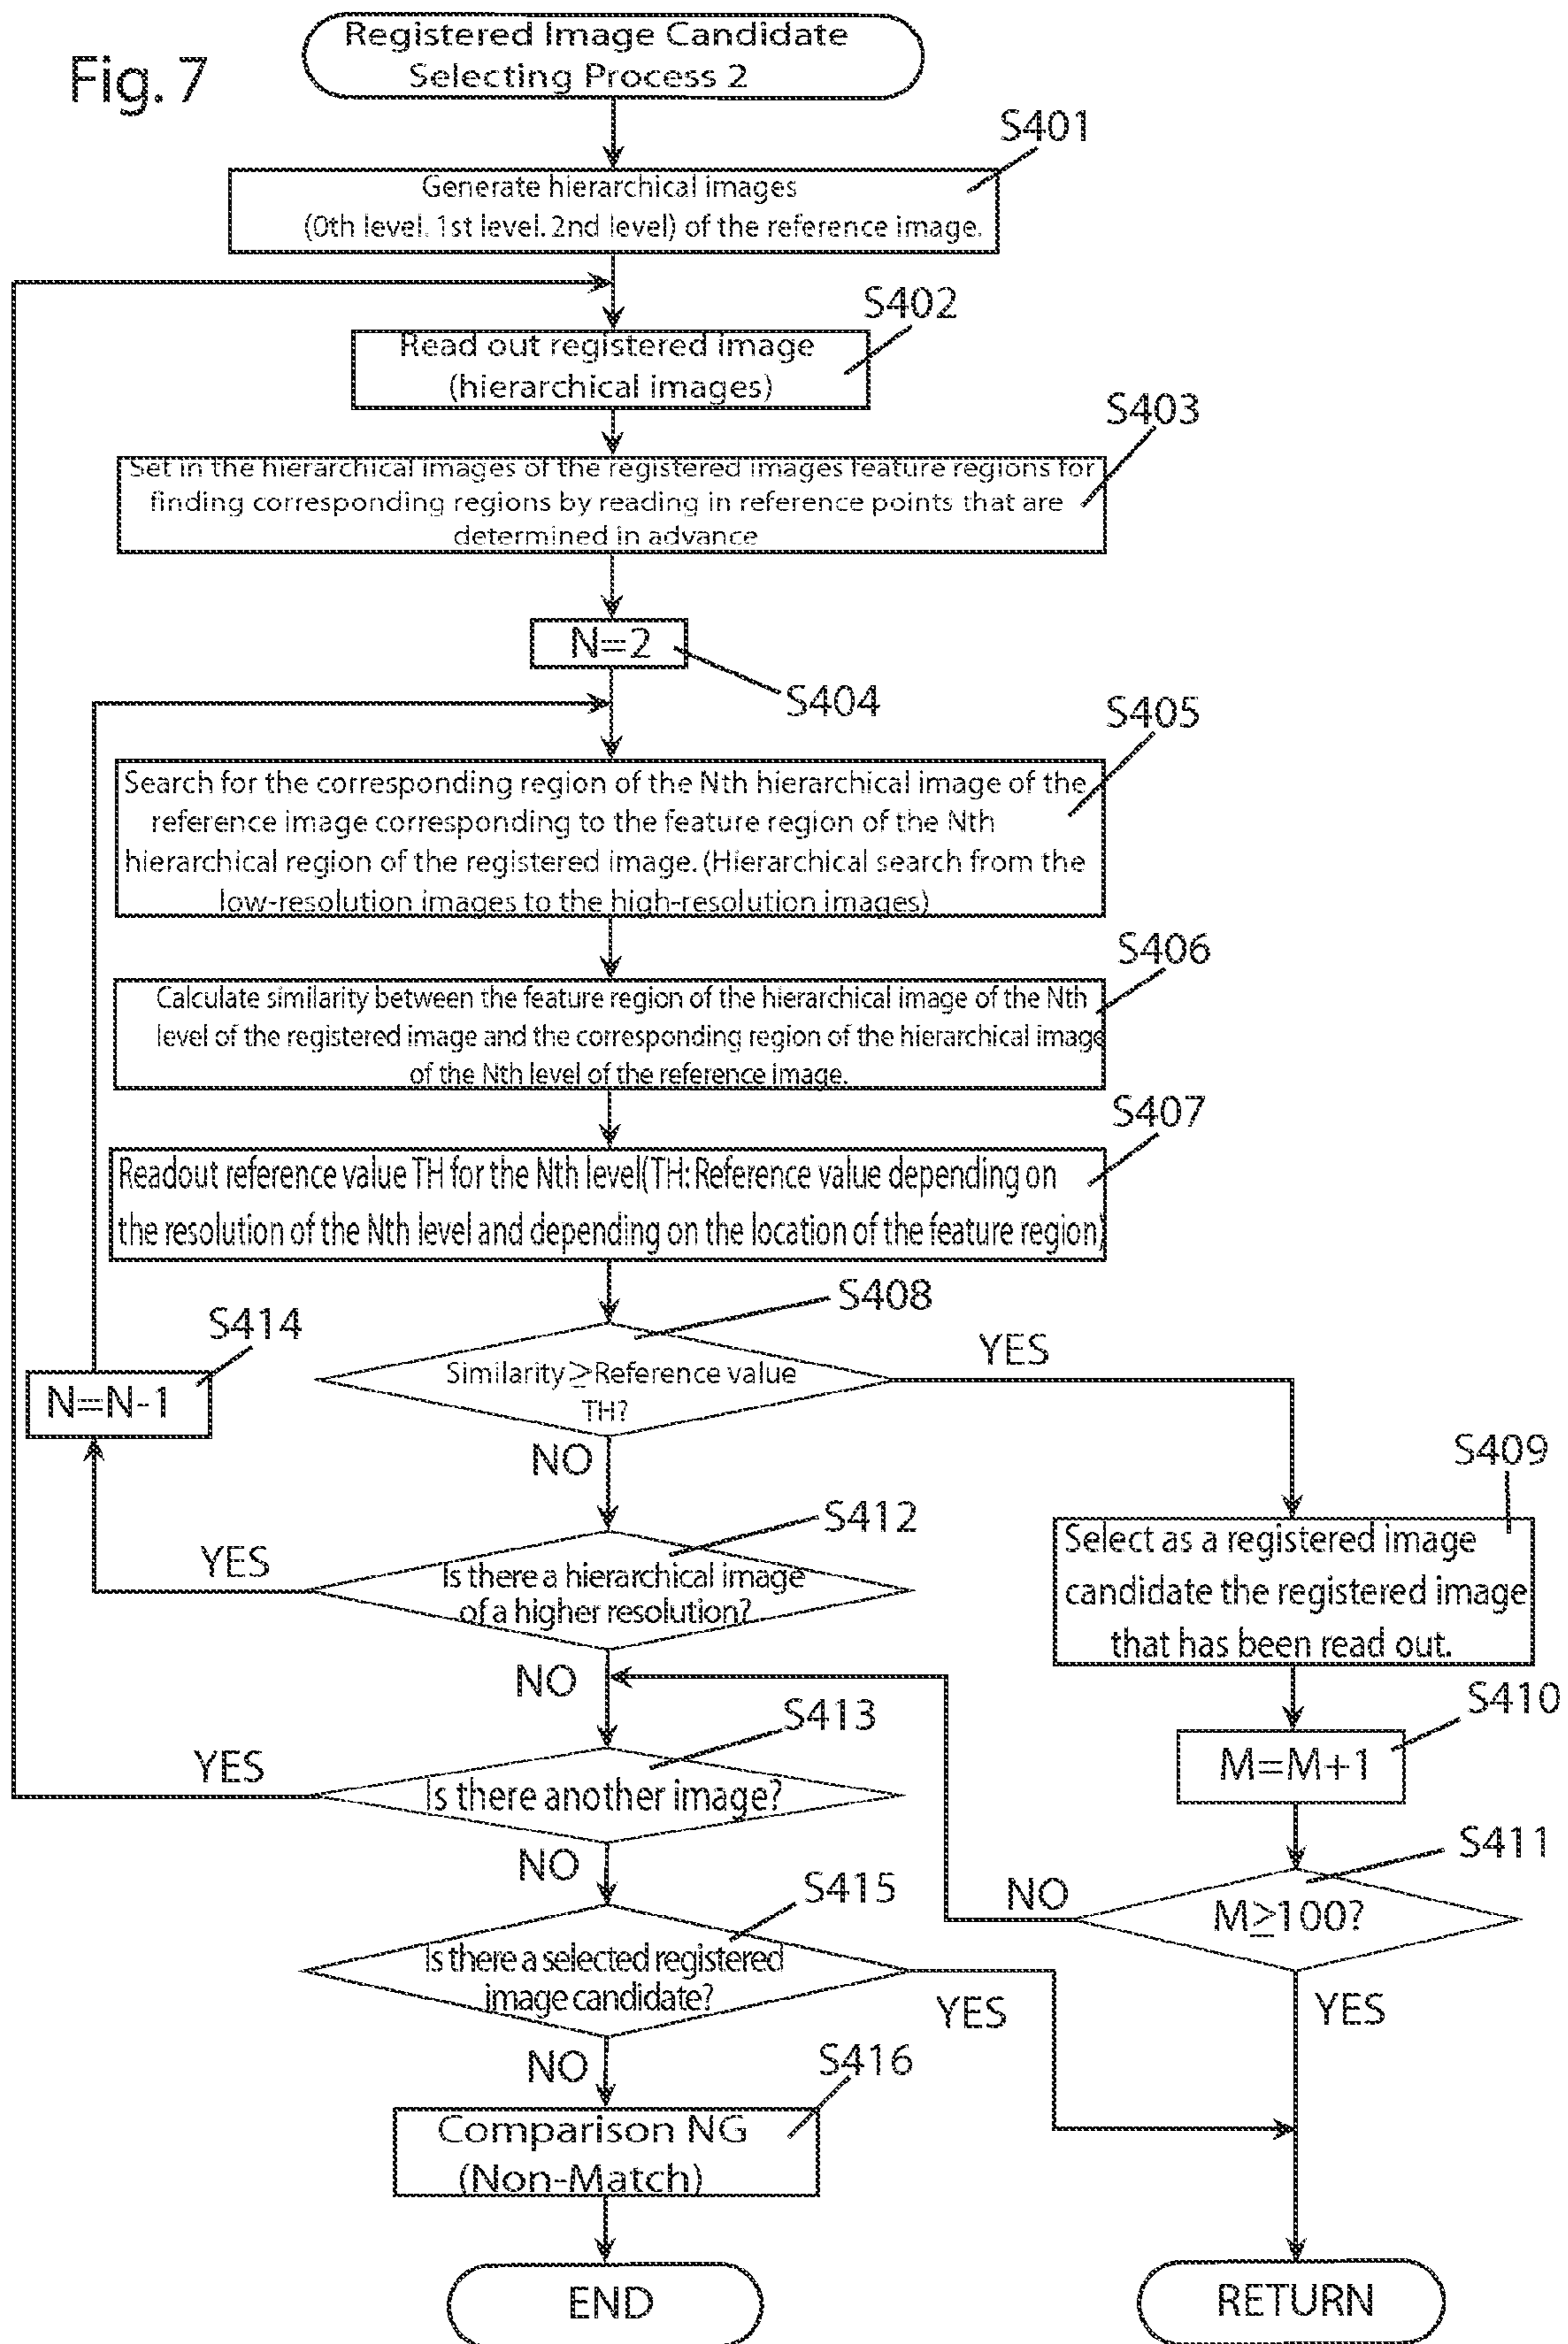 Fig. 7
Registered Image Candidate
Selecting Process 2
S401
Generate hierarchical images
(0th level. 1st level. 2nd level) of the reference image.
S402
Read out registered image
(hierarchical images)
S403
Set in the hierarchical images of the registered images feature regions for
finding corresponding regions by reading in reference points that are
determined in advance
N=2
S404
S405
Search for the corresponding region of the Nth hierarchical image of the
reference image corresponding to the feature region of the Nth
hierarchical region of the registered image. (Hierarchical search from the
low-resolution images to the high-resolution images)
S406
Calculate similarity between the feature region of the hierarchical image of the Nth
level of the registered image and the corresponding region of the hierarchical image
of the Nth level of the reference image.
S407
Readout reference value TH for the Nth level(TH: Reference value depending on
the resolution of the Nth level and depending on the location of the feature region)
S408
Similarity≥Reference value
TH?
YES
NO
S414
N=N-1
S409
Select as a registered image
candidate the registered image
that has been read out.
S412
Is there a hierarchical image
of a higher resolution?
YES
NO
S410
M=M+1
S413
Is there another image?
YES
NO
S411
M≥100?
NO
YES
S415
Is there a selected registered
image candidate?
YES
NO
S416
Comparison NG
(Non-Match)
END
RETURN